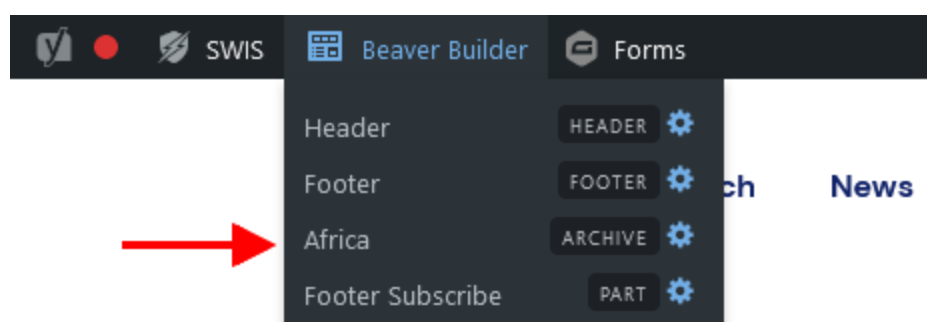 SWIS Beaver Builder Forms
Header HEADER
Footer FOOTER
ch News
Africa ARCHIVE
Footer Subscribe PART